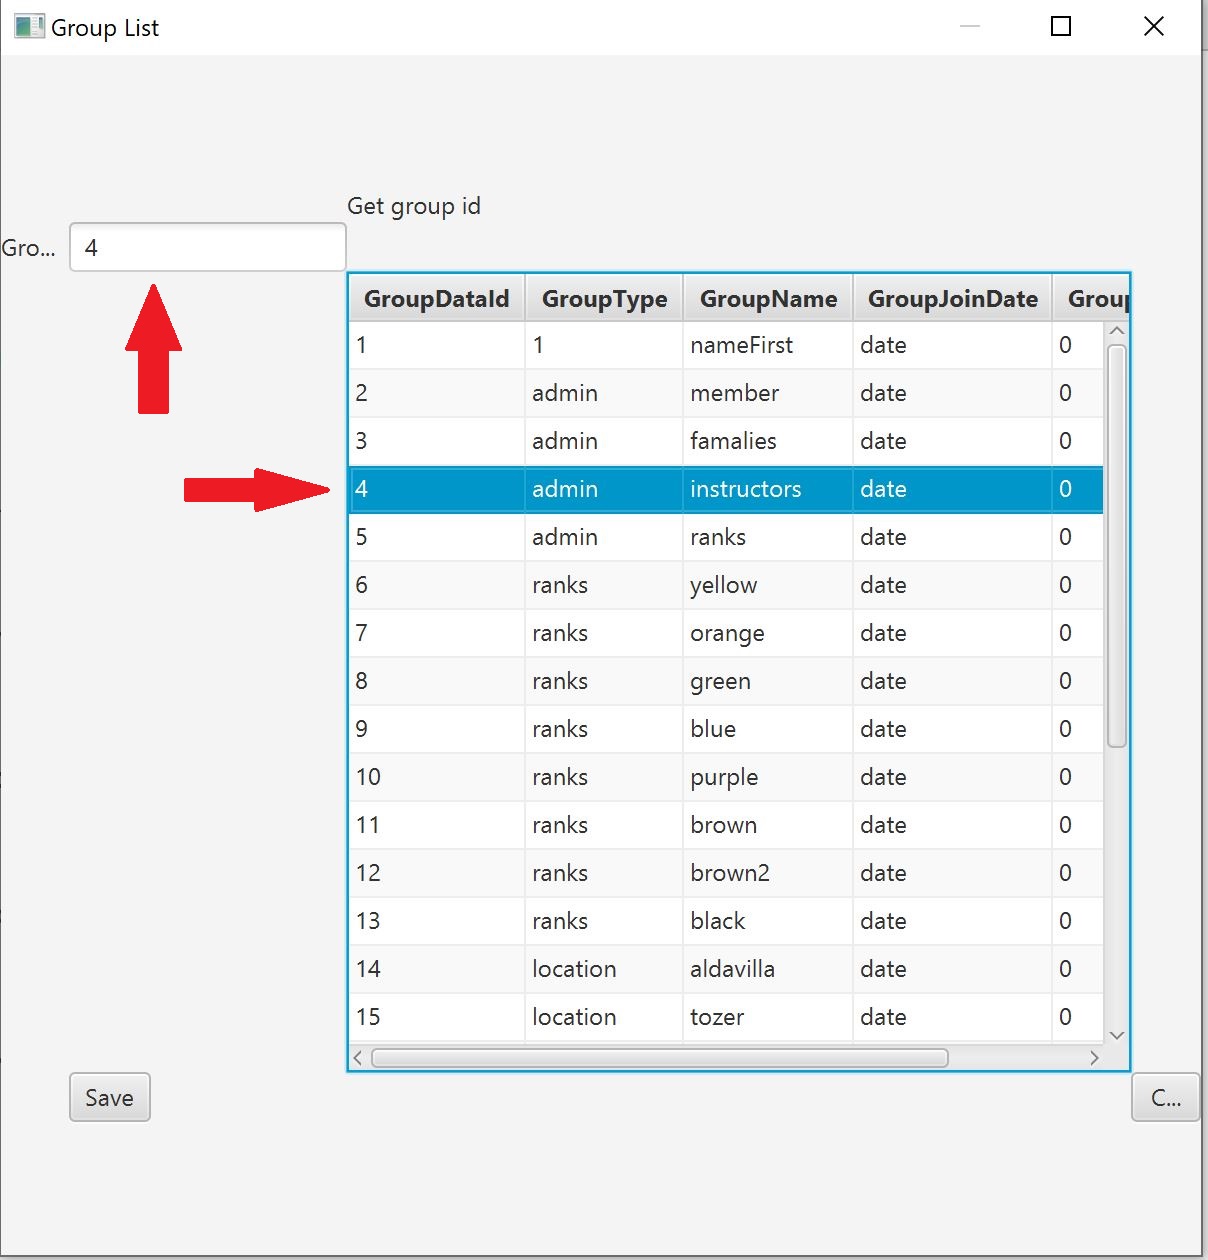 Group List
Get group id
Gro... 4
GroupDataId GroupType GroupName GroupJoinDate Group
1 1 nameFirst date 0
2 admin member date 0
3 admin famalies date 0
4 admin instructors date 0
5 admin ranks date 0
6 ranks yellow date 0
7 ranks orange date 0
8 ranks green date 0
9 ranks blue date 0
10 ranks purple date 0
11 ranks brown date 0
12 ranks brown2 date 0
13 ranks black date 0
14 location aldavilla date 0
15 location tozer date 0
Save C...